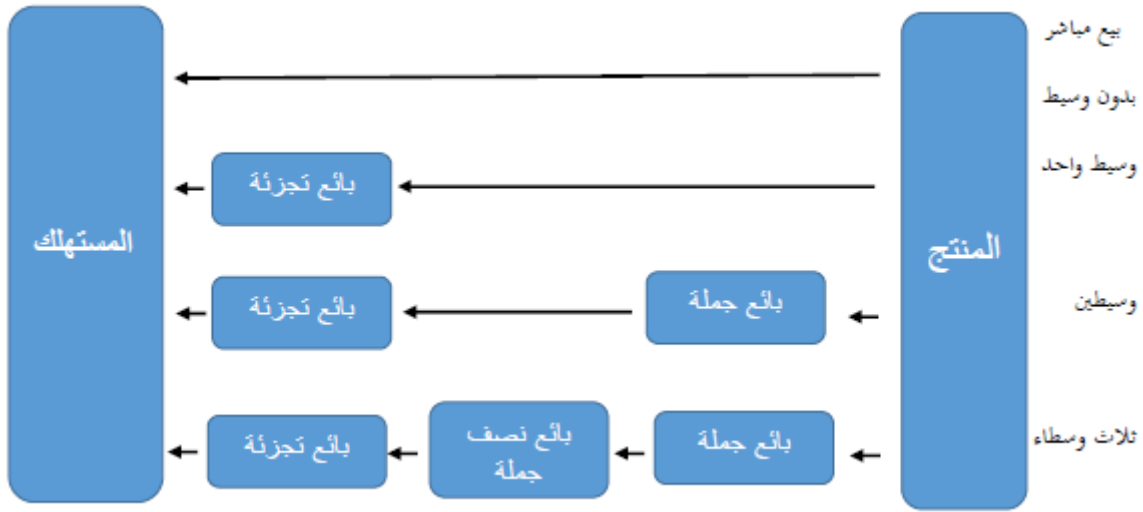 بيع مباشر
بدون وسيط
وسيط واحد
بائع تجزئة
المنتج
المستهلك
وسيطين
بائع جملة
بائع تجزئة
ثلاث وسطاء
بائع جملة
بائع نصف
جملة
بائع تجزئة